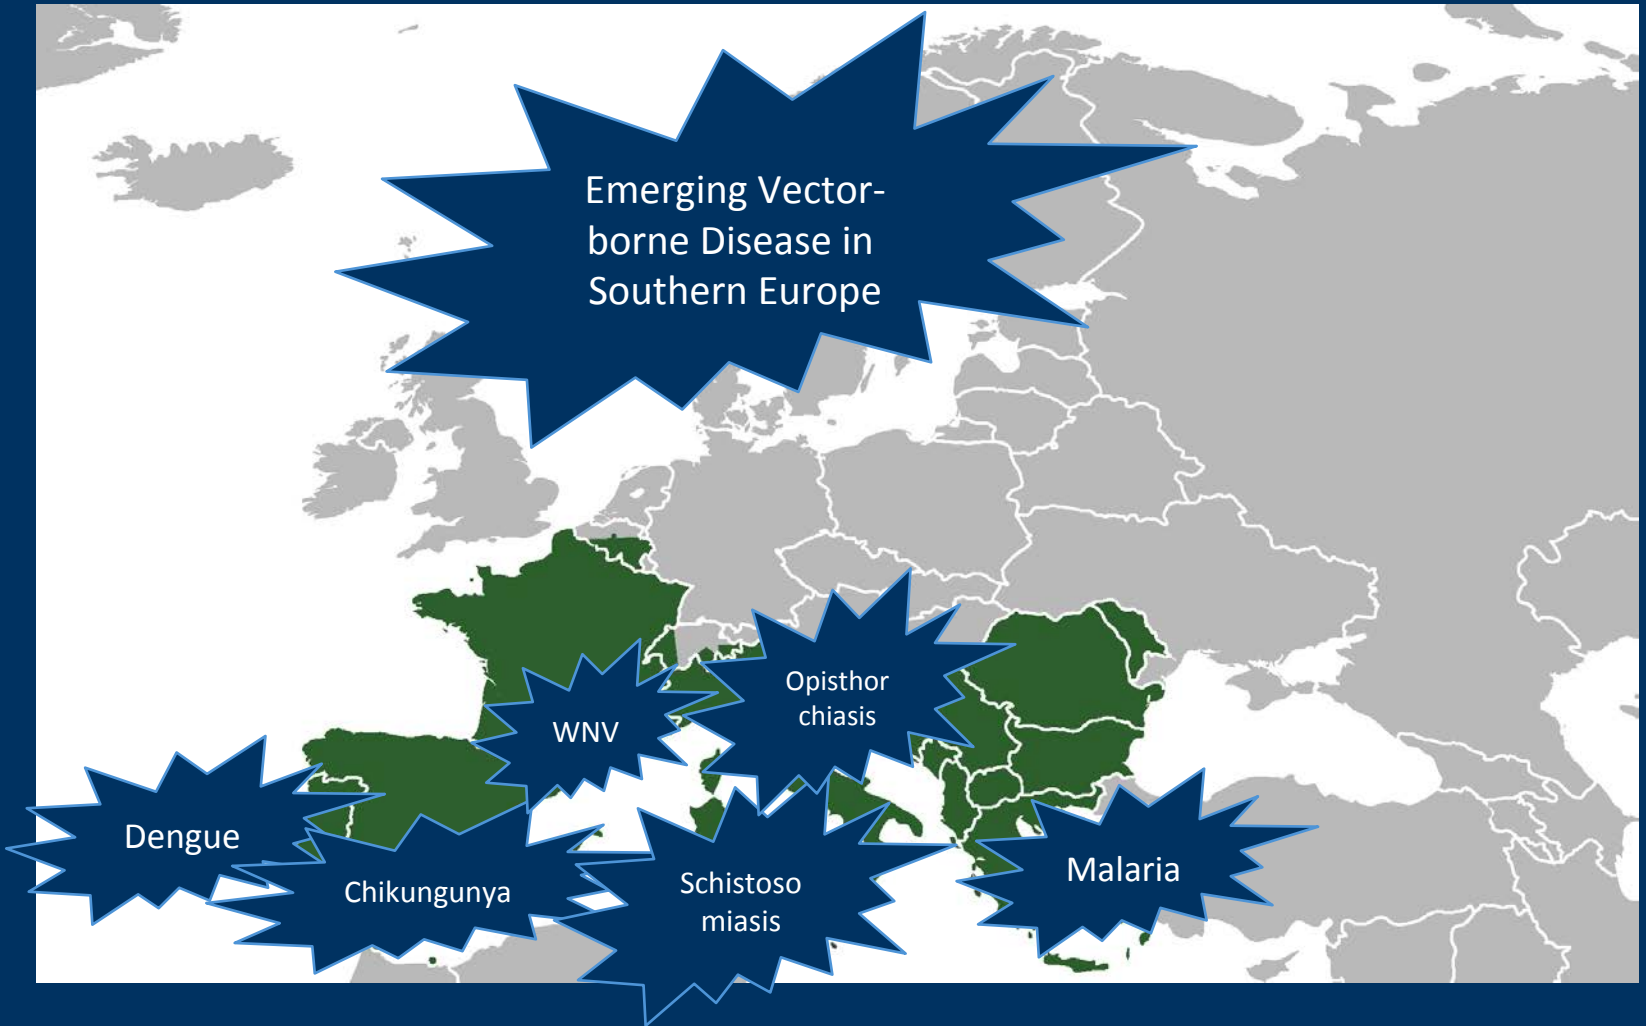 Emerging Vector-
borne Disease in
Southern Europe
Opisthor
chiasis
WNV
Dengue
Chikungunya
Schistoso
miasis
Malaria